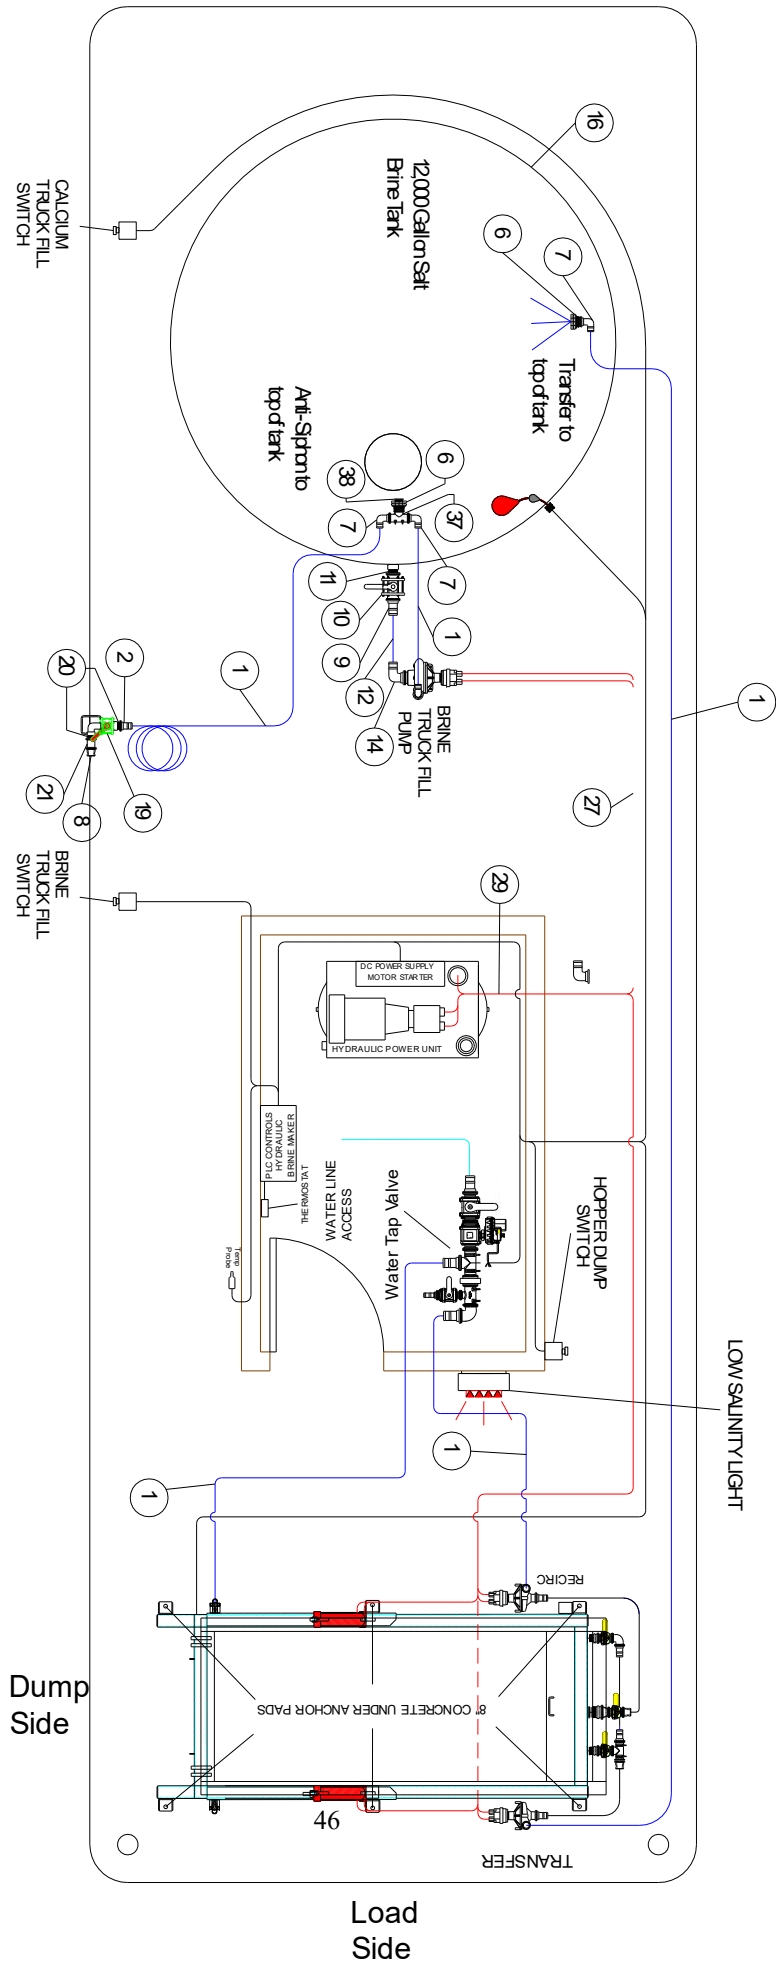 16
12,000 Gallon Salt
Brine Tank
6
7
CALCIUM
TRUCK FILL
SWITCH
Transfer to
top of tank
Anti-Siphon to
top of tank
38
6
37
7
7
11
10
9
12
14
1
BRINE
TRUCK FILL
PUMP
1
2
20
21
8
19
1
27
BRINE
TRUCK FILL
SWITCH
29
DC POWER SUPPLY
MOTOR STARTER
HYDRAULIC POWER UNIT
PLC CONTROLS
HYDRAULIC
BRINE MAKER
THERMOSTAT
WATER LINE
ACCESS
Water Tap Valve
Temp
Probe
HOPPER DUMP
SWITCH
LOW SALINITY LIGHT
1
1
RECIRC
8" CONCRETE UNDER ANCHOR PADS
Dump
Side
46
TRANSFER
Load
Side